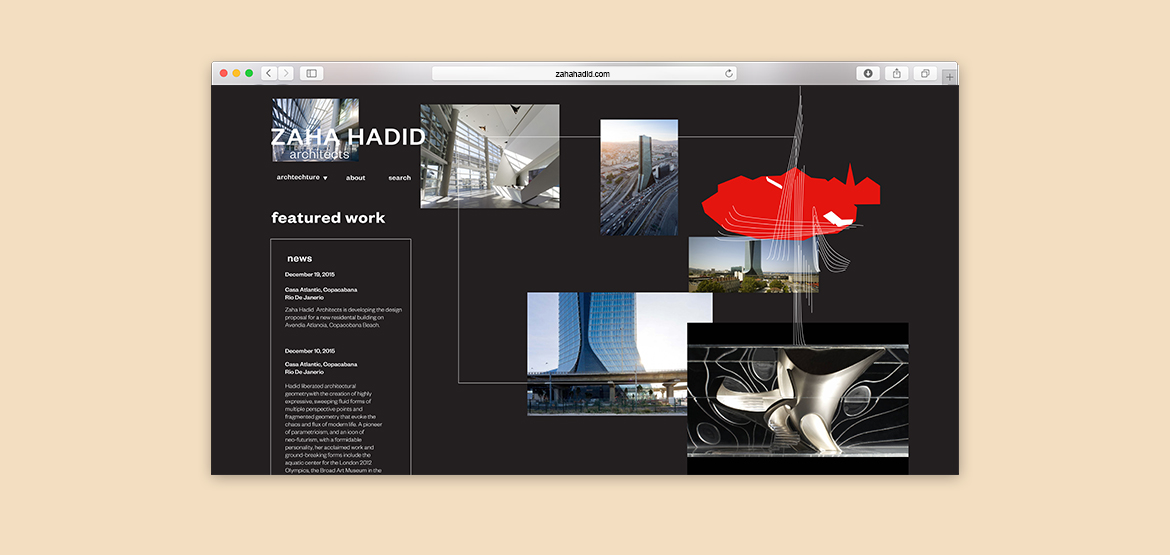 zahahadid.com
ZAHA HADID
architects
archtechture
about
search
featured work
news
December 19, 2015
Casa Atlantic, Copacabana
Rio De Janerio
Zaha Hadid Architects is developing the design
proposal for a new residental building on
Avendia Atlancia, Copacobana Beach.
December 10, 2015
Casa Atlantic, Copacabana
Rio De Janerio
Hadid liberated architectural
geometrywith the creation of highly
expressive, sweeping fluid forms of
multiple perspective points and
fragmented geometry that evoke the
chaos and flux of modern life. A pioneer
of parametricism, and an icon of
neo-futurism, with a formidable
personality, her acclaimed work and
ground-breaking forms include the
aquatic center for the London 2012
Olympics, the Broad Art Museum in the